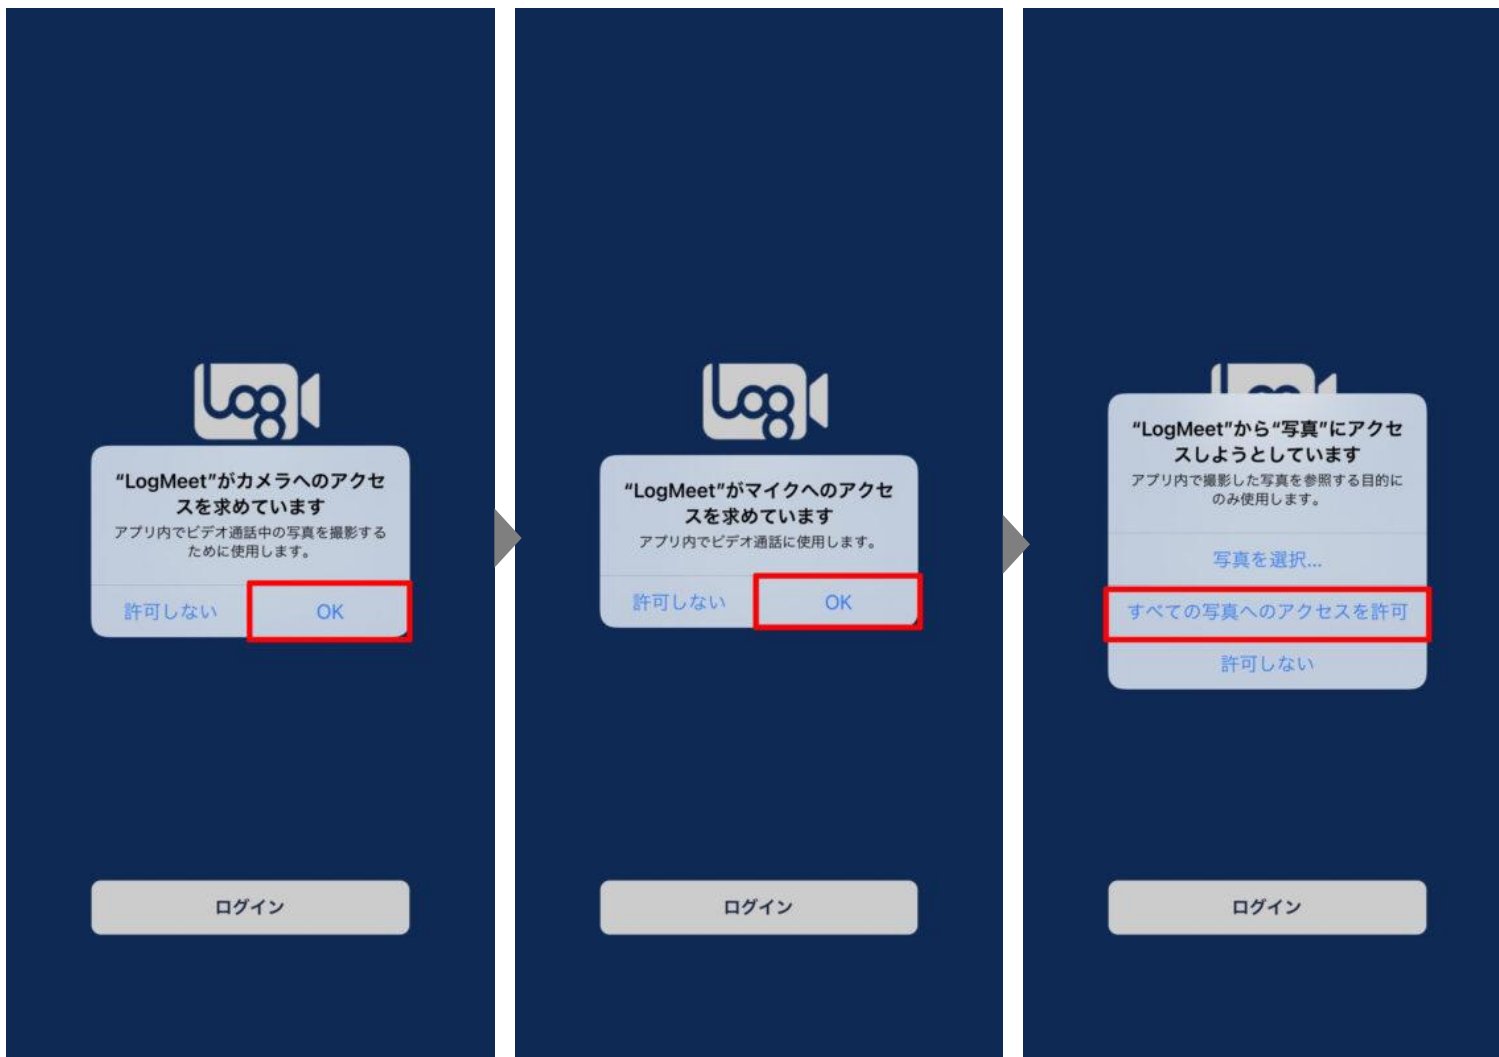 Log
“LogMeet”がカメラへのアクセ
スを求めています
アプリ内でビデオ通話中の写真を撮影する
ために使用します。
許可しない
OK
ログイン
Log
“LogMeet”がマイクへのアクセ
スを求めています
アプリ内でビデオ通話に使用します。
許可しない
OK
ログイン
“LogMeet”から“写真”にアクセ
スしようとしています
アプリ内で撮影した写真を参照する目的に
のみ使用します。
写真を選択...
すべての写真へのアクセスを許可
許可しない
ログイン